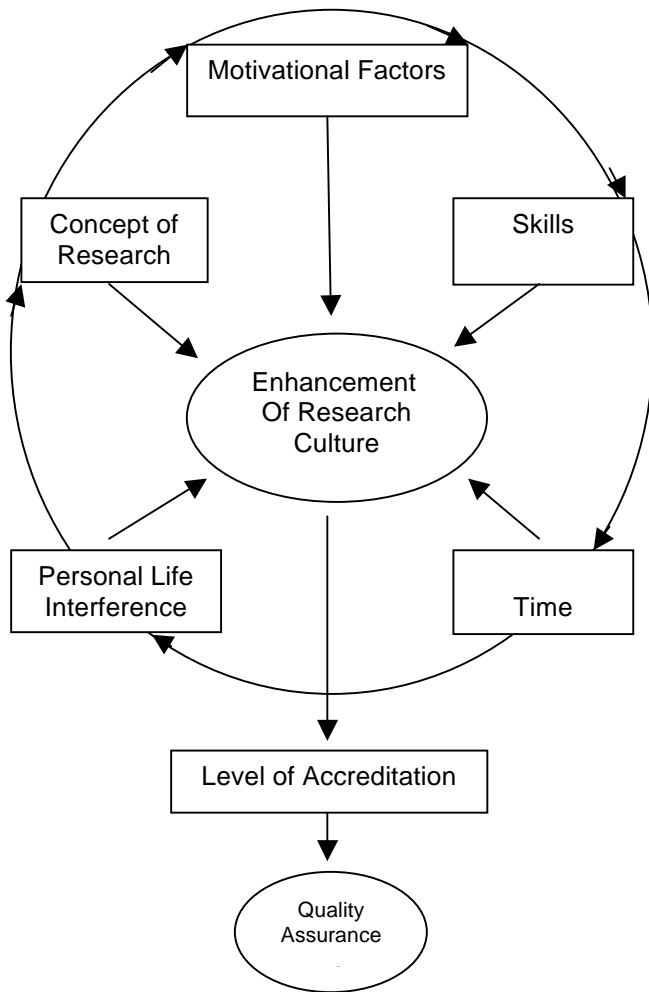 Motivational Factors
Concept of
Research
Skills
Enhancement
Of Research
Culture
Personal Life
Interference
Time
Level of Accreditation
Quality
Assurance